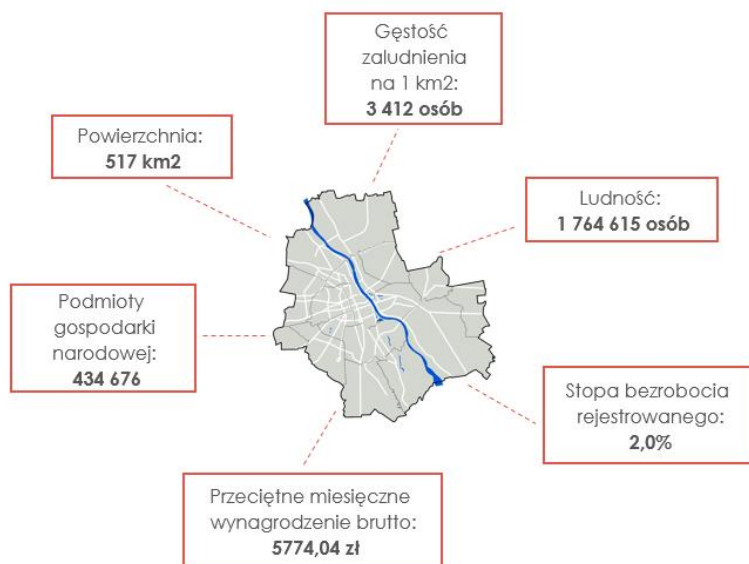 Gęstość
zaludnienia
na 1 km2:
3 412 osób
Powierzchnia:
517 km2
Ludność:
1 764 615 osób
Podmioty
gospodarki
narodowej:
434 676
Stopa bezrobocia
rejestrowanego:
2,0%
Przeciętne miesięczne
wynagrodzenie brutto:
5774,04 zł